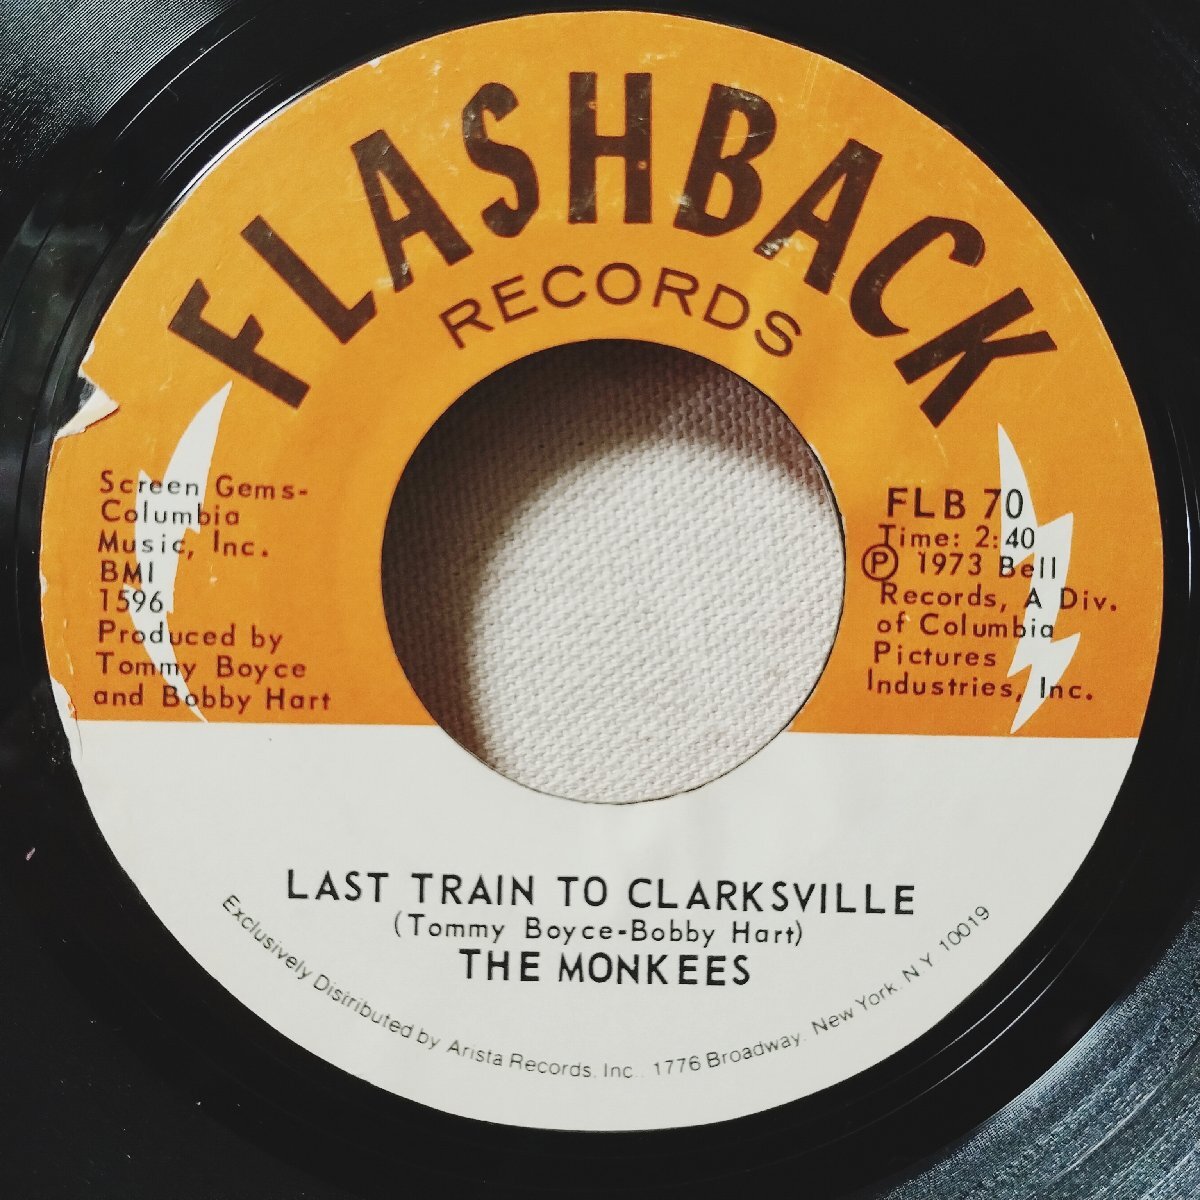 FLASHBACK
RECORDS
Screen Gems-
Columbia
Music, Inc.
BMI
1596
Produced by
Tommy Boyce
and Bobby Hart
FLB 70
Time: 2:40
Ⓟ 1973 Bell
Records, A Div.
of Columbia
Pictures
Industries, Inc.
LAST TRAIN TO CLARKSVILLE
(Tommy Boyce-Bobby Hart)
THE MONKEES
Exclusively Distributed by Arista Records, Inc., 1776 Broadway, New York, N.Y. 10019